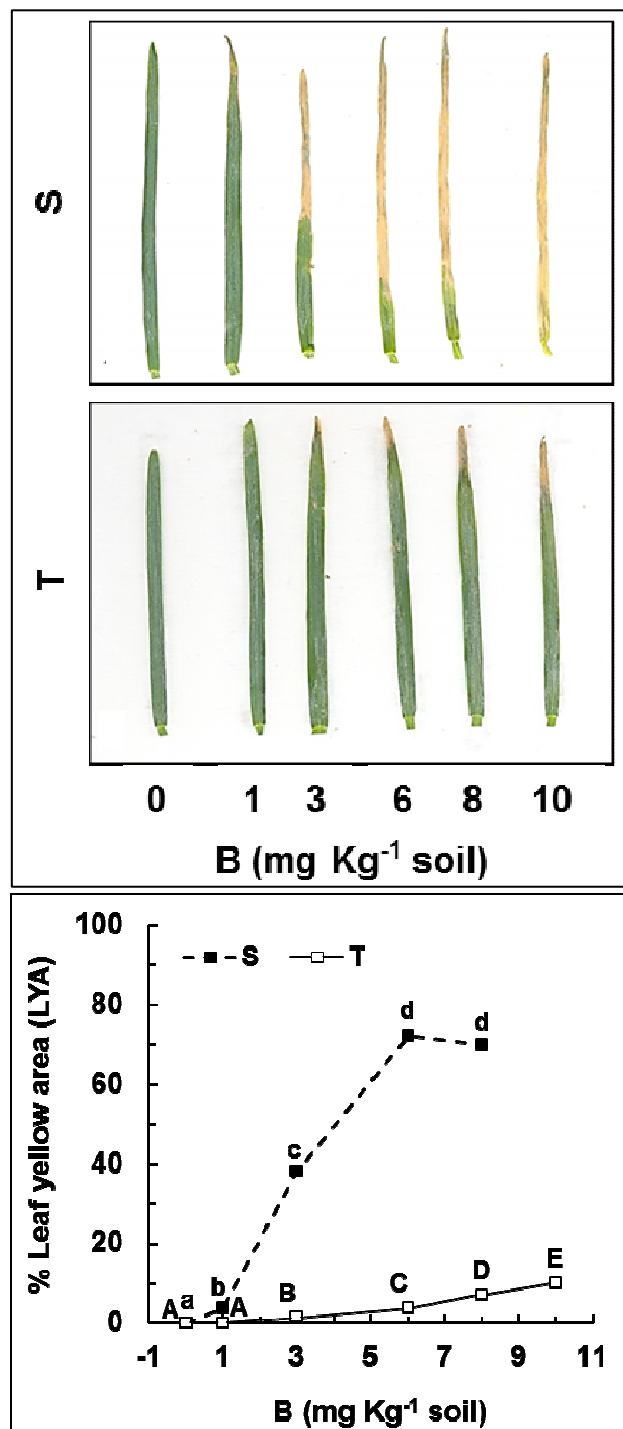 S
T
0 1 3 6 8 10
B (mg Kg⁻¹ soil)
% Leaf yellow area (LYA)
100
80
60
40
20
0
S T
d d
c
A a b A B C D E
-1 1 3 5 7 9 11
B (mg Kg⁻¹ soil)